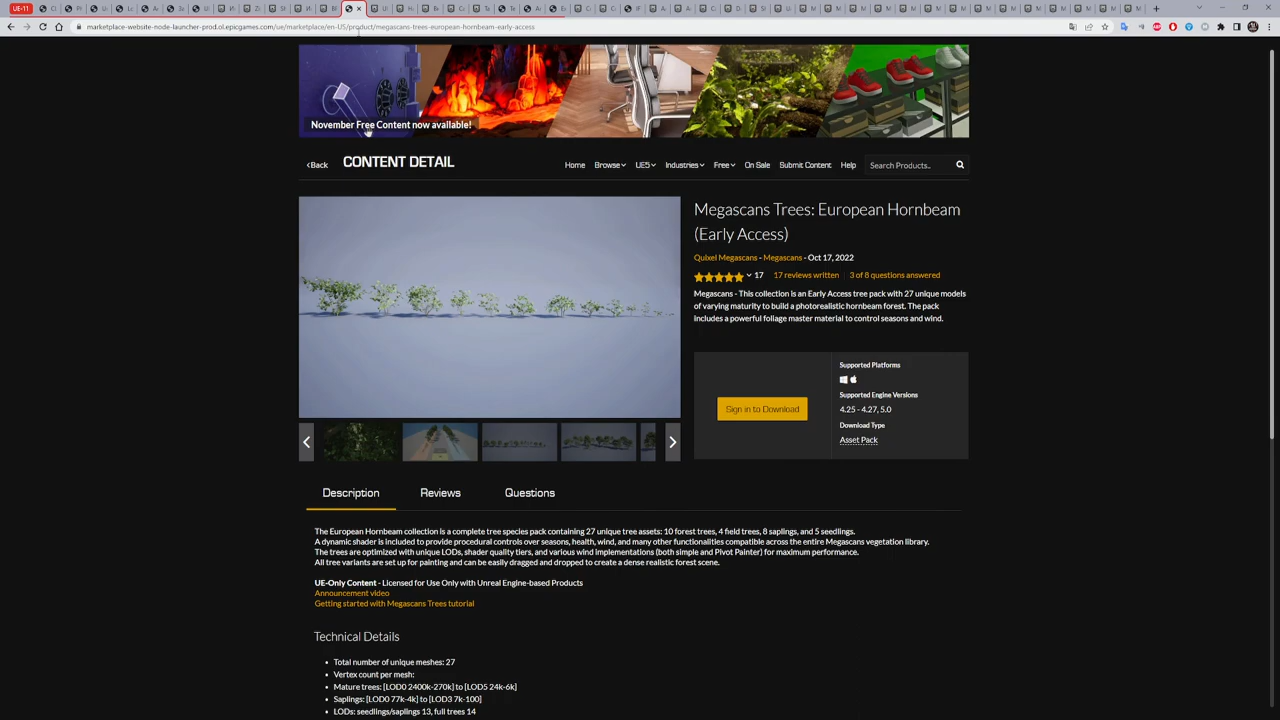 UE-11
marketplace-website-node-launcher-prod.ol.epicgames.com/ue/marketplace/en-US/product/megascans-trees-european-hornbeam-early-access
November Free Content now available!
Back
CONTENT DETAIL
Home
Browse
UE5
Industries
Free
On Sale
Submit Content
Help
Search Products..
Megascans Trees: European Hornbeam
(Early Access)
Quixel Megascans - Megascans - Oct 17, 2022
17
17 reviews written
3 of 8 questions answered
Megascans - This collection is an Early Access tree pack with 27 unique models
of varying maturity to build a photorealistic hornbeam forest. The pack
includes a powerful foliage master material to control seasons and wind.
Sign in to Download
Supported Platforms
Supported Engine Versions
4.25 - 4.27, 5.0
Download Type
Asset Pack
Description
Reviews
Questions
The European Hornbeam collection is a complete tree species pack containing 27 unique tree assets: 10 forest trees, 4 field trees, 8 saplings, and 5 seedlings.
A dynamic shader is included to provide procedural controls over seasons, health, wind, and many other functionalities compatible across the entire Megascans vegetation library.
The trees are optimized with unique LODs, shader quality tiers, and various wind implementations (both simple and Pivot Painter) for maximum performance.
All tree variants are set up for painting and can be easily dragged and dropped to create a dense realistic forest scene.
UE-Only Content - Licensed for Use Only with Unreal Engine-based Products
Announcement video
Getting started with Megascans Trees tutorial
Technical Details
Total number of unique meshes: 27
Vertex count per mesh:
Mature trees: [LOD0 2400k-270k] to [LOD5 24k-6k]
Saplings: [LOD0 77k-4k] to [LOD3 7k-100]
LODs: seedlings/saplings 13, full trees 14